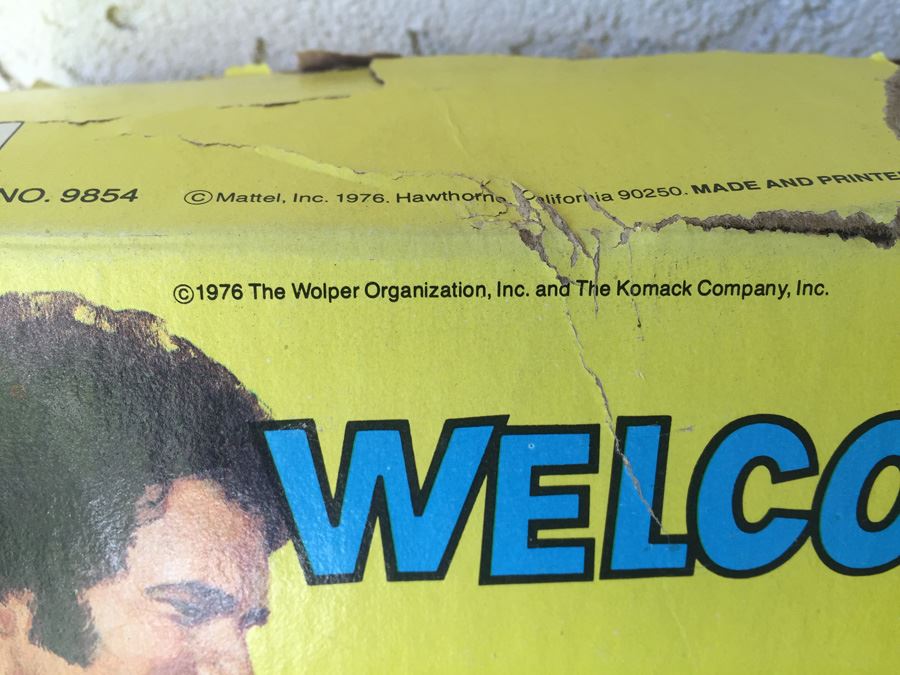 NO. 9854 © Mattel, Inc. 1976. Hawthorne, California 90250. MADE AND PRINTE
©1976 The Wolper Organization, Inc. and The Komack Company, Inc.
WELCO